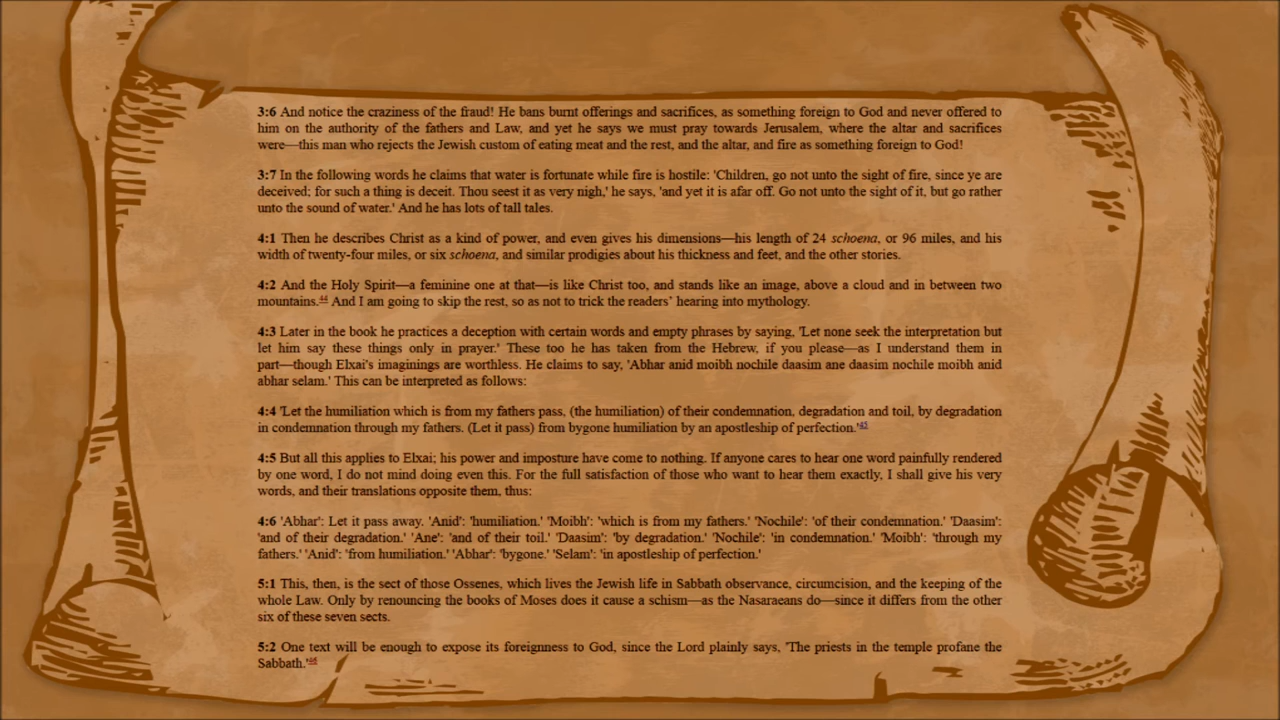 3:6 And notice the craziness of the fraud! He bans burnt offerings and sacrifices, as something foreign to God and never offered to
him on the authority of the fathers and Law, and yet he says we must pray towards Jerusalem, where the altar and sacrifices
were—this man who rejects the Jewish custom of eating meat and the rest, and the altar, and fire as something foreign to God!
3:7 In the following words he claims that water is fortunate while fire is hostile: 'Children, go not unto the sight of fire, since ye are
deceived; for such a thing is deceit. Thou seest it as very nigh,' he says, 'and yet it is afar off. Go not unto the sight of it, but go rather
unto the sound of water.' And he has lots of tall tales.
4:1 Then he describes Christ as a kind of power, and even gives his dimensions—his length of 24 schoena, or 96 miles, and his
width of twenty-four miles, or six schoena, and similar prodigies about his thickness and feet, and the other stories.
4:2 And the Holy Spirit—a feminine one at that—is like Christ too, and stands like an image, above a cloud and in between two
mountains.44 And I am going to skip the rest, so as not to trick the readers' hearing into mythology.
4:3 Later in the book he practices a deception with certain words and empty phrases by saying, 'Let none seek the interpretation but
let him say these things only in prayer.' These too he has taken from the Hebrew, if you please—as I understand them in
part—though Elxai's imaginings are worthless. He claims to say, 'Abhar anid moibh nochile daasim ane daasim nochile moibh anid
abhar selam.' This can be interpreted as follows:
4:4 'Let the humiliation which is from my fathers pass, (the humiliation) of their condemnation, degradation and toil, by degradation
in condemnation through my fathers. (Let it pass) from bygone humiliation by an apostleship of perfection.'45
4:5 But all this applies to Elxai; his power and imposture have come to nothing. If anyone cares to hear one word painfully rendered
by one word, I do not mind doing even this. For the full satisfaction of those who want to hear them exactly, I shall give his very
words, and their translations opposite them, thus:
4:6 'Abhar': Let it pass away. 'Anid': 'humiliation.' 'Moibh': 'which is from my fathers.' 'Nochile': 'of their condemnation.' 'Daasim':
'and of their degradation.' 'Ane': 'and of their toil.' 'Daasim': 'by degradation.' 'Nochile': 'in condemnation.' 'Moibh': 'through my
fathers.' 'Anid': 'from humiliation.' 'Abhar': 'bygone.' 'Selam': 'in apostleship of perfection.'
5:1 This, then, is the sect of those Ossenes, which lives the Jewish life in Sabbath observance, circumcision, and the keeping of the
whole Law. Only by renouncing the books of Moses does it cause a schism—as the Nasaraeans do—since it differs from the other
six of these seven sects.
5:2 One text will be enough to expose its foreignness to God, since the Lord plainly says, 'The priests in the temple profane the
Sabbath.'46